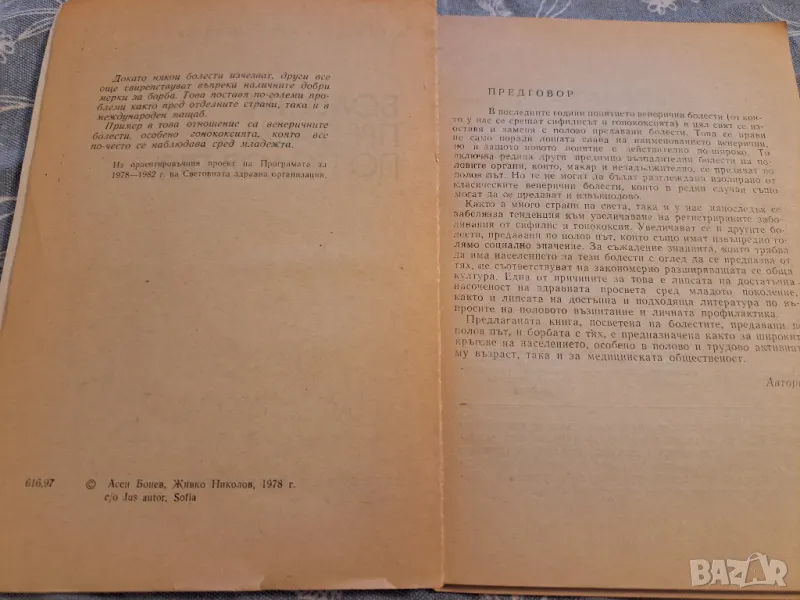 Докато някои болести изчезват, други все
още свирепствуват въпреки наличните добри
мерки за борба. Това поставя по-големи про-
блеми както пред отделните страни, така и в
международен мащаб.
Пример в това отношение са венеричните
болести, особено гонококсията, която все
по-често се наблюдава сред младежта.
Из ориентировъчния проект на Програмата за
1978—1982 г. на Световната здравна организация.
616.97
© Асен Бонев, Живко Николов, 1978 г.
c/o Jus autor, Sofia
ПРЕДГОВОР
В последните години понятието венерически болести (от кои-
то у нас се срещат сифилисът и гонококсията) в цял свят се из-
оставя и заменя с полово предавани болести. Това се прави
не само поради лошата слава на наименованието венерични,
но и защото новото понятие е действително по-широко. То
включва редица други предимно възпалителни болести на по-
ловите органи, които, макар и незадължително, се предават по
полов път. Но те не могат да бъдат разглеждани изолирано от
класическите венерични болести, които в редки случаи също
могат да се предават и извънполово.
Както в много страни на света, така и у нас напоследък се
забелязва тенденция към увеличаване на регистрираните забо-
лявания от сифилис и гонококсия. Увеличават се и другите бо-
лести, предавани по полов път, които също имат извънредно го-
лямо социално значение. За съжаление знанията, които трябва
да има населението за тези болести с оглед да се предпазва от
тях, не съответствуват на закономерно разширяващата се обща
култура. Една от причините за това е липсата на достатъчна
насоченост на здравната просвета сред младото поколение,
както и липсата на достъпна и подходяща литература по въ-
просите на половото възпитание и личната профилактика.
Предлаганата книга, посветена на болестите, предавани по
полов път, и борбата с тях, е предназначена както за широките
кръгове на населението, особено в полово и трудово активната
му възраст, така и за медицинската общественост.
Автори
BAZAR